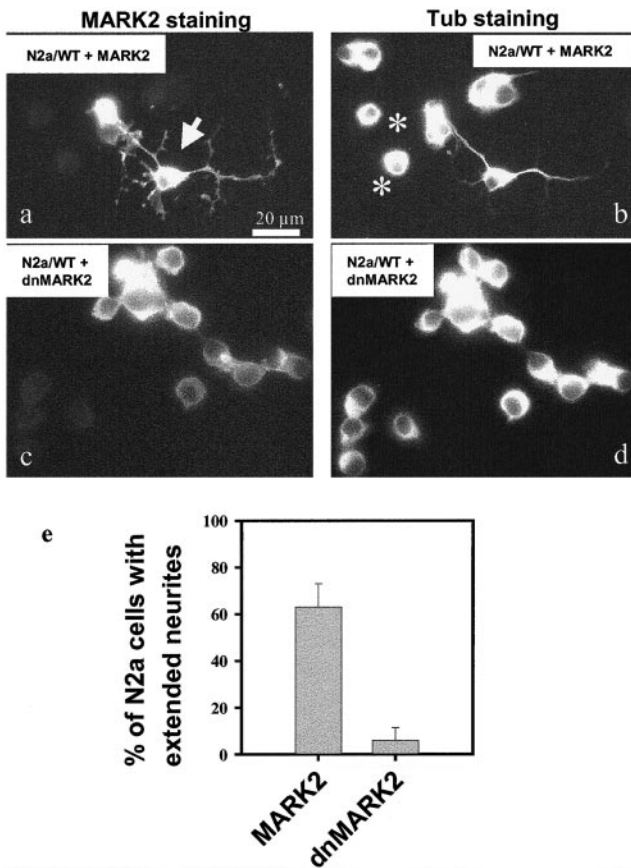 MARK2 staining
Tub staining
N2a/WT + MARK2
N2a/WT + MARK2
*
*
a
20 µm
b
N2a/WT +
dnMARK2
N2a/WT +
dnMARK2
c
d
e
% of N2a cells with
extended neurites
100
80
60
40
20
0
MARK2
dnMARK2